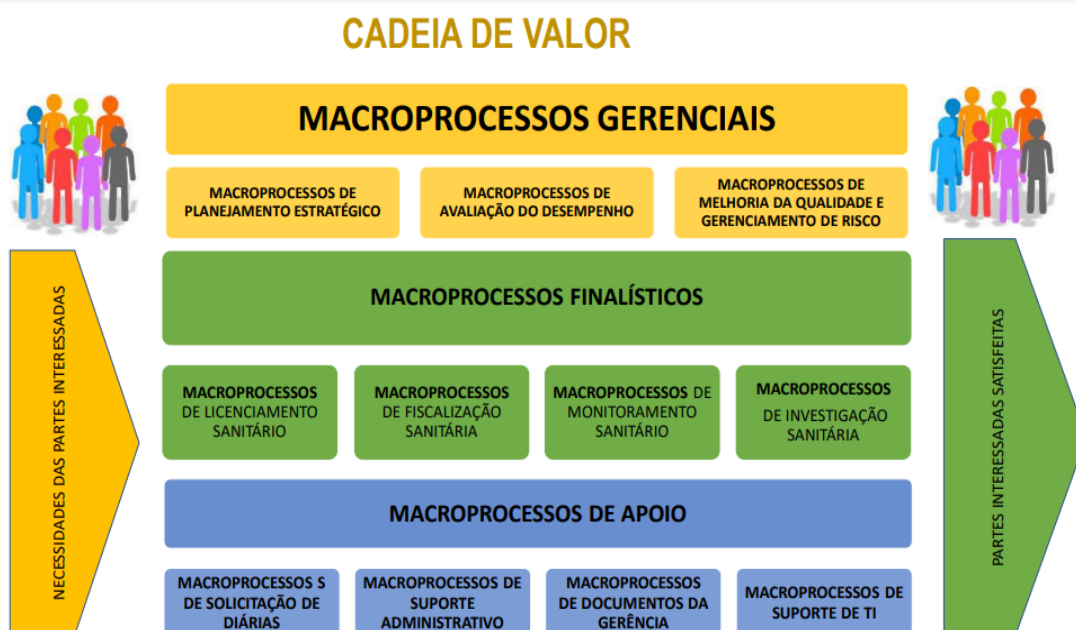 CADEIA DE VALOR
MACROPROCESSOS GERENCIAIS
MACROPROCESSOS DE
PLANEJAMENTO ESTRATÉGICO
MACROPROCESSOS DE
AVALIAÇÃO DO DESEMPENHO
MACROPROCESSOS DE
MELHORIA DA QUALIDADE E
GERENCIAMENTO DE RISCO
NECESSIDADES DAS PARTES INTERESSADAS
MACROPROCESSOS FINALÍSTICOS
MACROPROCESSOS
DE LICENCIAMENTO
SANITÁRIO
MACROPROCESSOS
DE FISCALIZAÇÃO
SANITÁRIA
MACROPROCESSOS DE
MONITORAMENTO
SANITÁRIO
MACROPROCESSOS
DE INVESTIGAÇÃO
SANITÁRIA
PARTES INTERESSADAS SATISFEITAS
MACROPROCESSOS DE APOIO
MACROPROCESSOS S
DE SOLICITAÇÃO DE
DIÁRIAS
MACROPROCESSOS DE
SUPORTE
ADMINISTRATIVO
MACROPROCESSOS
DE DOCUMENTOS DA
GERÊNCIA
MACROPROCESSOS DE
SUPORTE DE TI